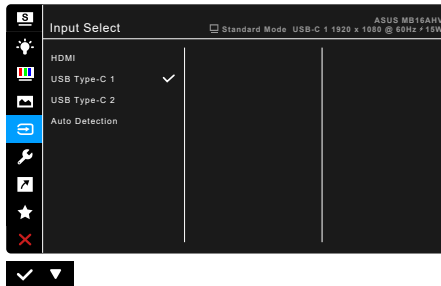 S
Input Select
ASUS MB16AHV
Standard Mode USB-C 1 1920 x 1080 @ 60Hz 15W
HDMI
USB Type-C 1
USB Type-C 2
Auto Detection